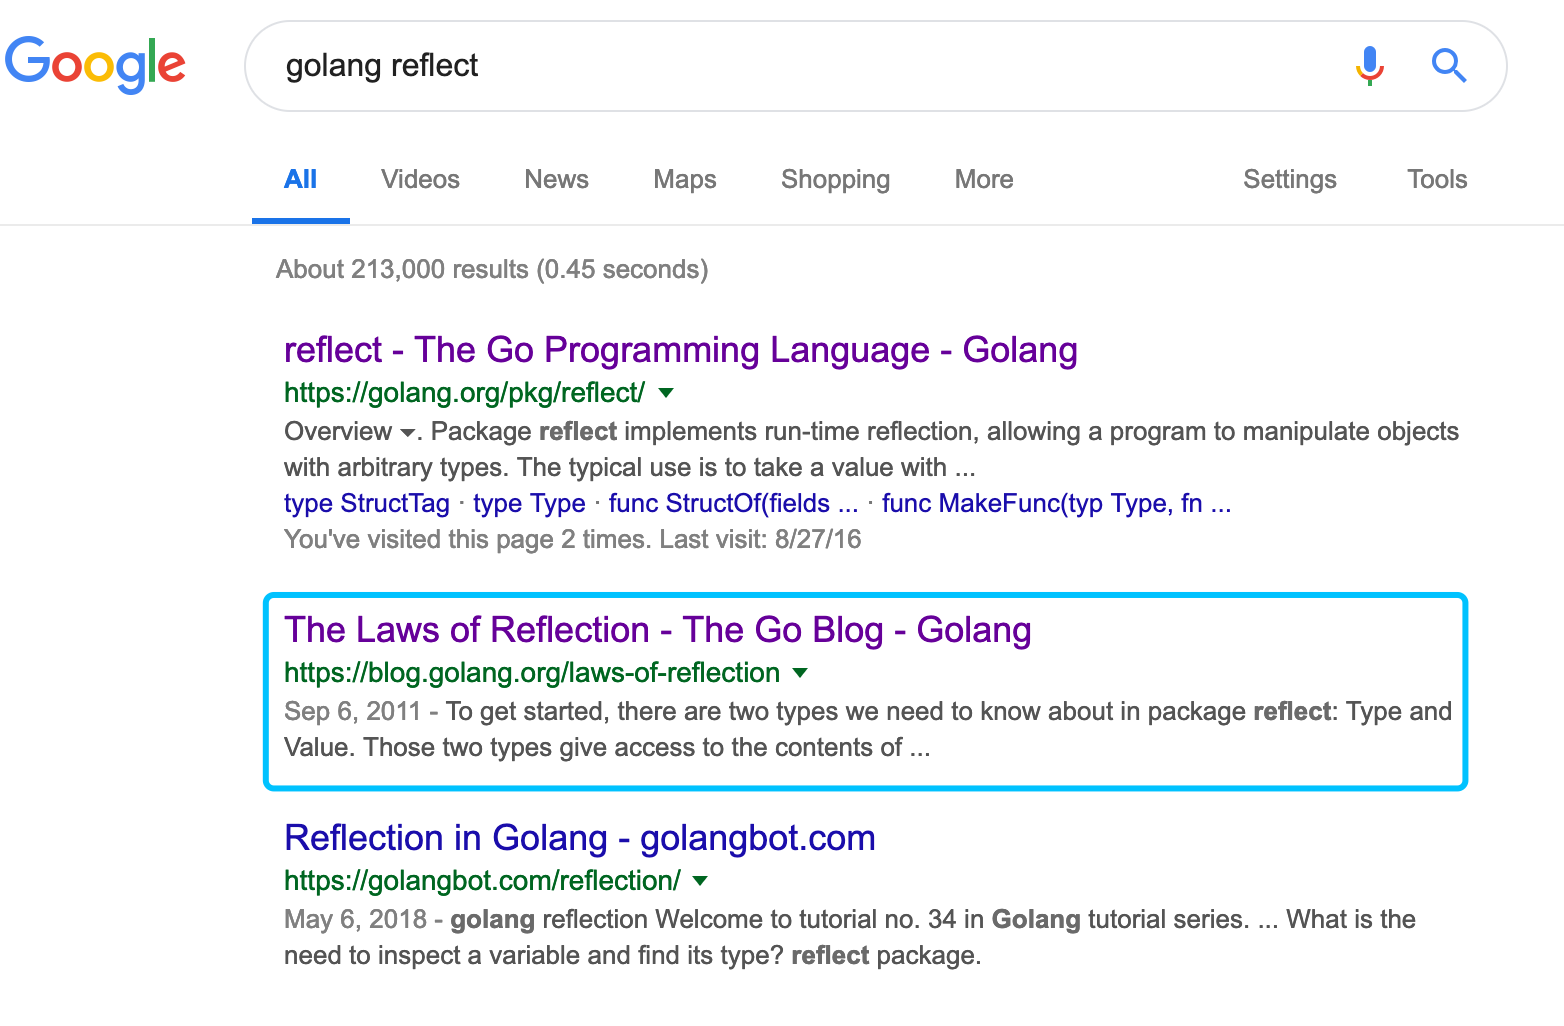 Google
golang reflect
All Videos News Maps Shopping More Settings Tools
About 213,000 results (0.45 seconds)
reflect - The Go Programming Language - Golang
https://golang.org/pkg/reflect/
Overview ▾. Package reflect implements run-time reflection, allowing a program to manipulate objects
with arbitrary types. The typical use is to take a value with ...
type StructTag · type Type · func StructOf(fields ... · func MakeFunc(typ Type, fn ...
You've visited this page 2 times. Last visit: 8/27/16
The Laws of Reflection - The Go Blog - Golang
https://blog.golang.org/laws-of-reflection
Sep 6, 2011 - To get started, there are two types we need to know about in package reflect: Type and
Value. Those two types give access to the contents of ...
Reflection in Golang - golangbot.com
https://golangbot.com/reflection/
May 6, 2018 - golang reflection Welcome to tutorial no. 34 in Golang tutorial series. ... What is the
need to inspect a variable and find its type? reflect package.